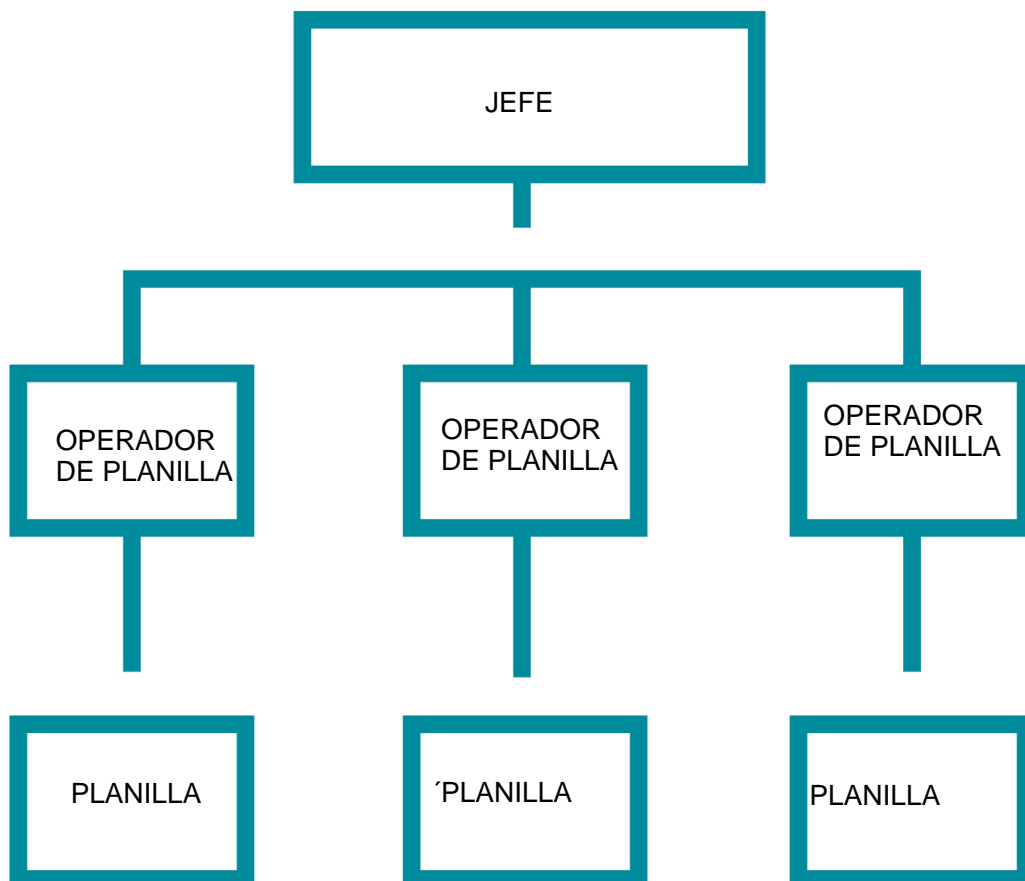 JEFE
OPERADOR
DE PLANILLA
OPERADOR
DE PLANILLA
OPERADOR
DE PLANILLA
PLANILLA
´PLANILLA
PLANILLA